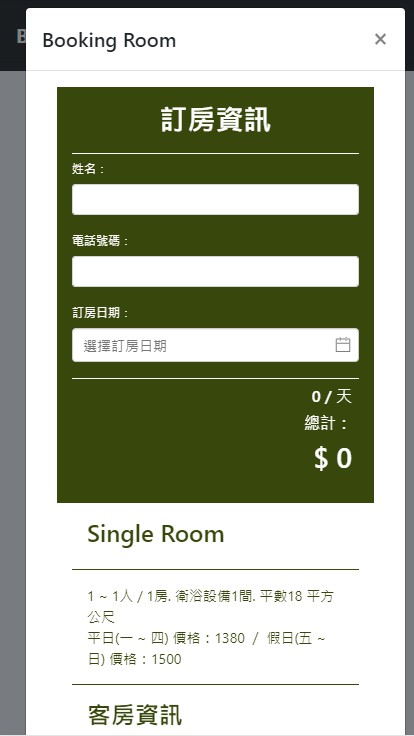 B
Booking Room ×
訂房資訊
姓名：
電話號碼：
訂房日期：
選擇訂房日期
0 / 天
總計：
$ 0
Single Room
1 ~ 1人 / 1房. 衛浴設備1間. 平數18 平方
公尺
平日(一 ~ 四) 價格：1380 / 假日(五 ~
日) 價格：1500
客房資訊